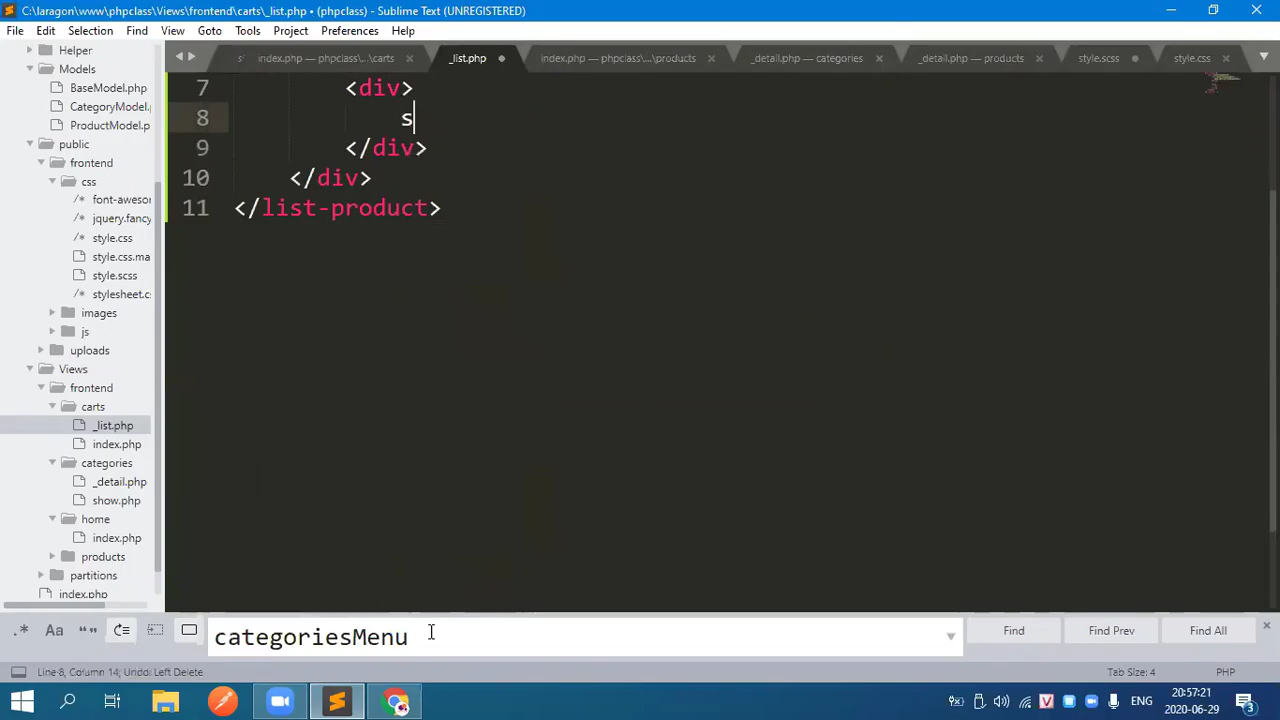 C:\laragon\www\phpclass\Views\frontend\carts\_list.php • (phpclass) - Sublime Text (UNREGISTERED)
File Edit Selection Find View Goto Tools Project Preferences Help
index.php — phpclass\...\carts _list.php index.php — phpclass\...\products _detail.php — categories _detail.php — products style.scss style.css
Helper
Models
BaseModel.php
CategoryModel.
ProductModel.p
public
frontend
css
/* font-awesor
/* jquery.fancy
/* style.css
style.css.ma
style.scss
/* stylesheet.c
images
js
uploads
Views
frontend
carts
_list.php
index.php
categories
_detail.php
show.php
home
index.php
products
partitions
index.php
7 <div>
8 s
9 </div>
10 </div>
11 </list-product>
.* Aa “” categoriesMenu Find Find Prev Find All
Line 8, Column 14; Undo: Left Delete Tab Size: 4 PHP
ENG 20:57:21
2020-06-29 3